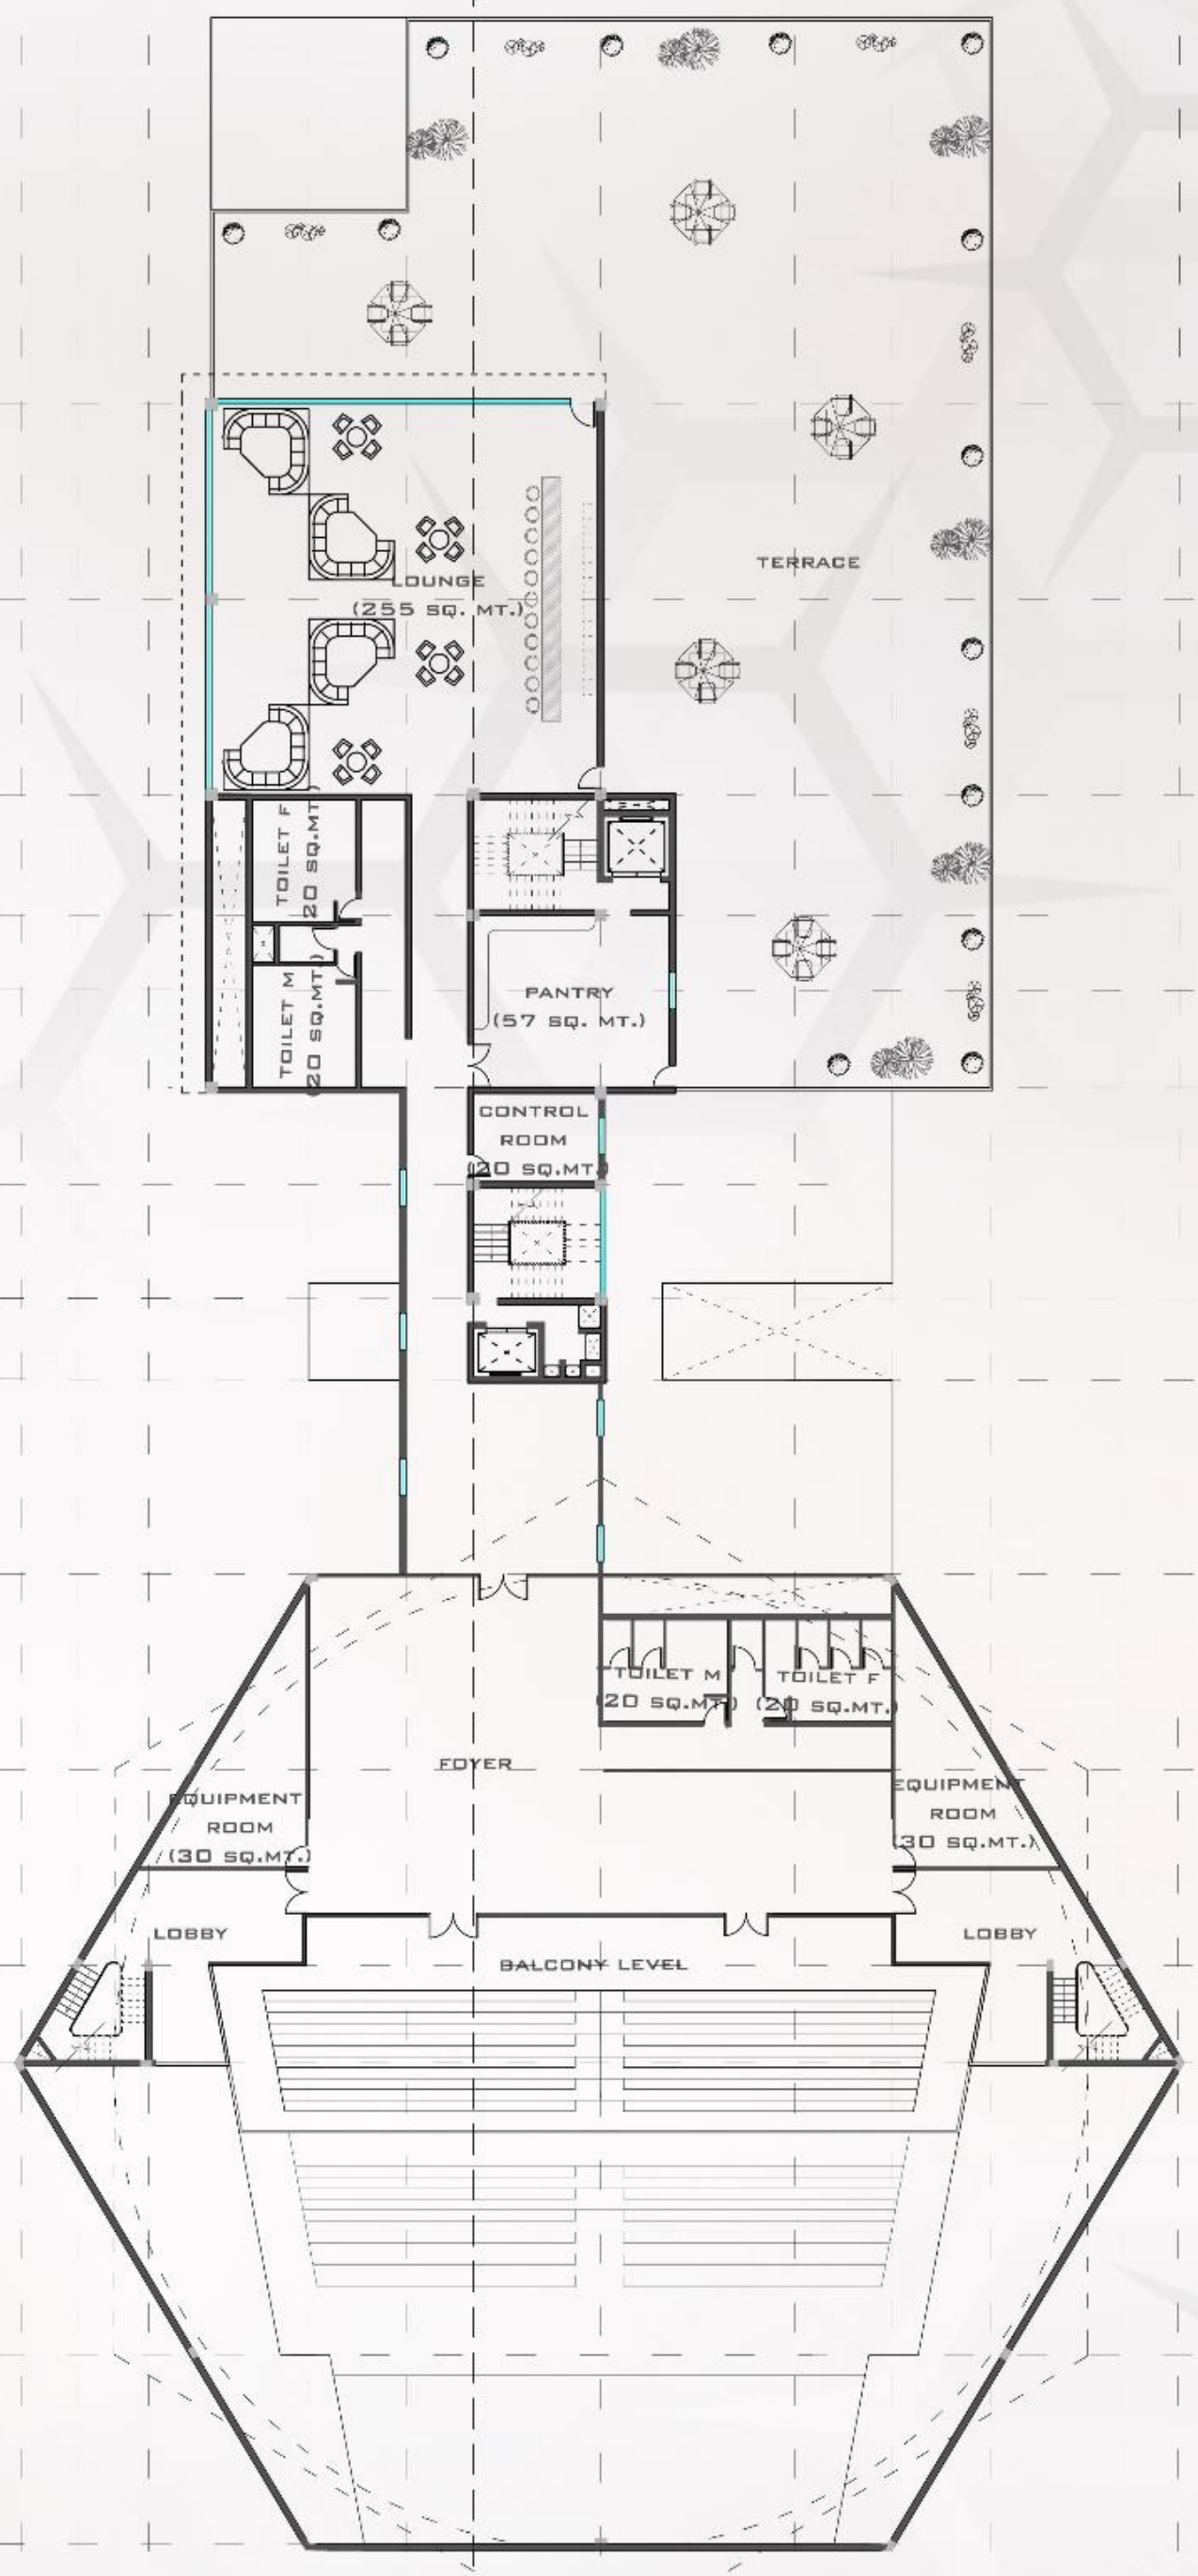 TERRACE
LOUNGE
(255 SQ. MT.)
TOILET F
20 SQ.MT)
TOILET M
20 SQ.MT.)
PANTRY
(57 SQ. MT.)
CONTROL
ROOM
(20 SQ.MT.)
TOILET M
(20 SQ.MT.)
TOILET F
(20 SQ.MT.)
FOYER
EQUIPMENT
ROOM
(30 SQ.MT.)
EQUIPMENT
ROOM
(30 SQ.MT.)
LOBBY
LOBBY
BALCONY LEVEL